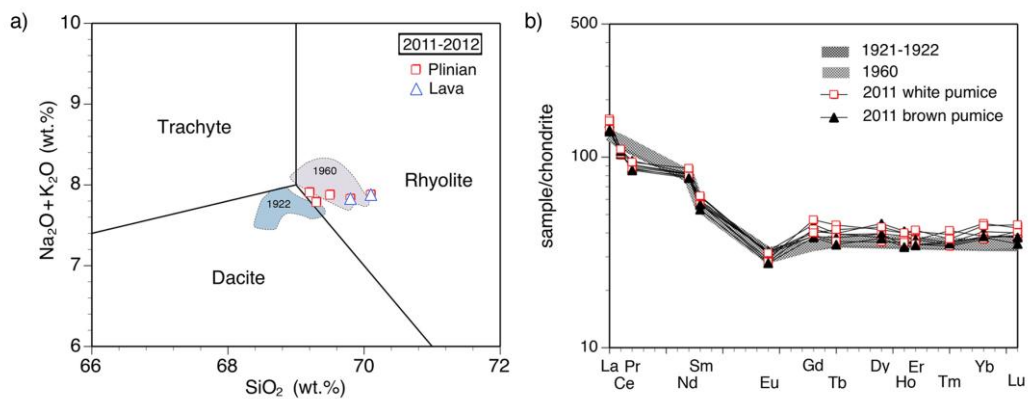 a)
10
9
8
7
6
Na₂O+K₂O (wt.%)
66
68
70
72
SiO₂ (wt.%)
2011-2012
Plinian
Lava
Trachyte
1960
Rhyolite
1922
Dacite
b)
500
100
10
sample/chondrite
1921-1922
1960
2011 white pumice
2011 brown pumice
La Pr Sm Gd Dy Er Yb
Ce Nd Eu Tb Ho Tm Lu